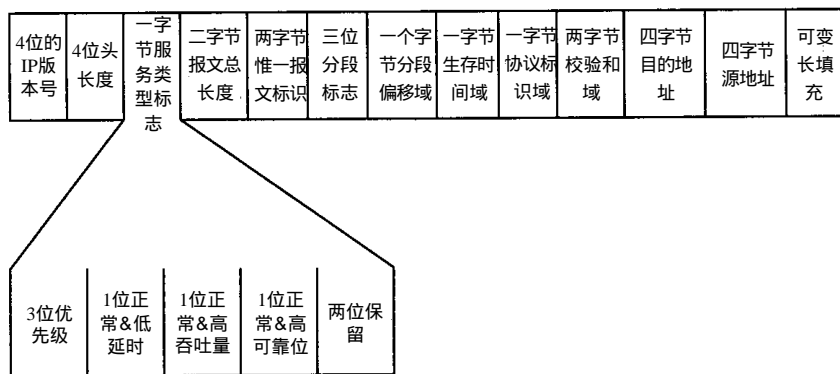 4位的
IP版
本号
4位头
长度
一字
节服
务类
型标
志
二字节
报文总
长度
两字节
惟一报
文标识
三位
分段
标志
一个字
节分段
偏移域
一字节
生存时
间域
一字节
协议标
识域
两字节
校验和
域
四字节
目的地
址
四字节
源地址
可变
长填
充
3位优
先级
1位正
常&低
延时
1位正
常&高
吞吐量
1位正
常&高
可靠位
两位保
留